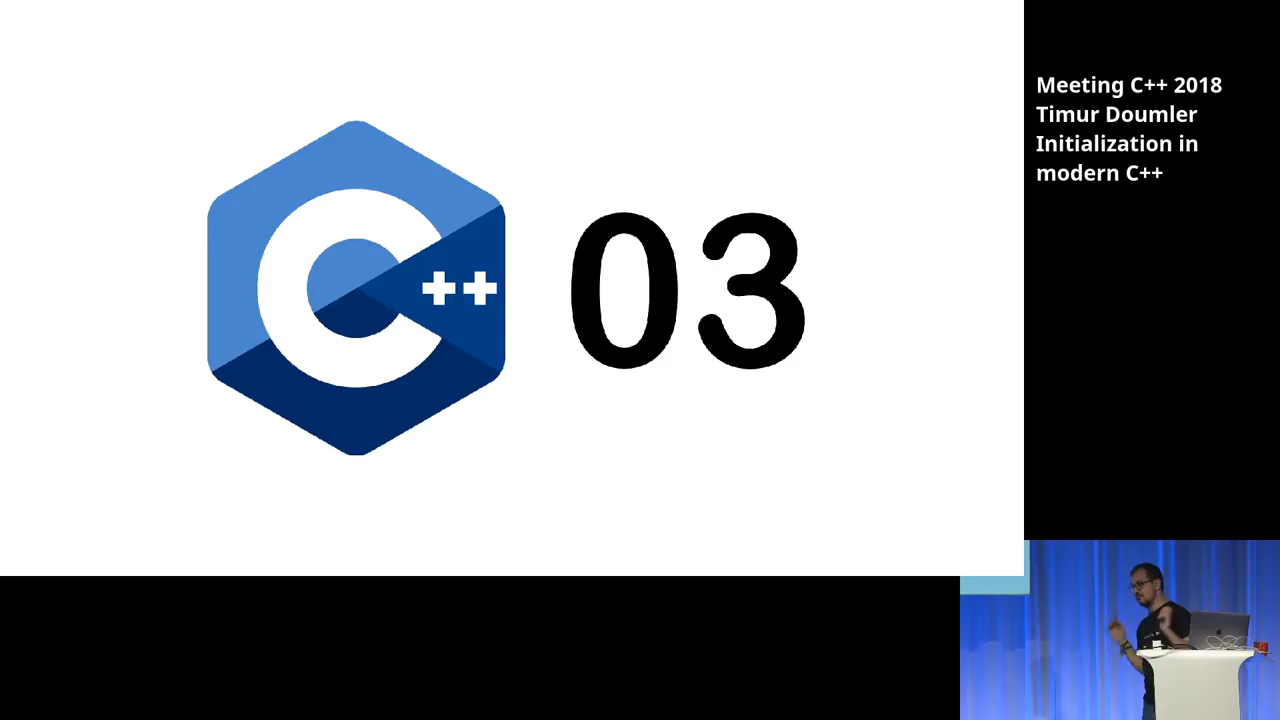 C++ 03
Meeting C++ 2018
Timur Doumler
Initialization in
modern C++